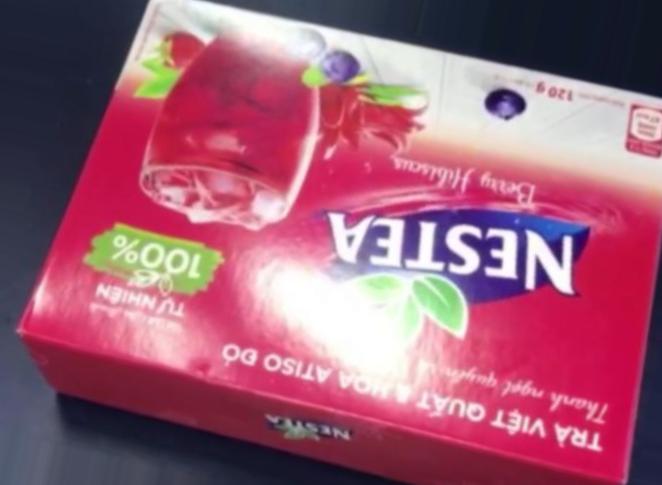 TRÀ VIỆT QUẤT & HOA ATISO ĐỎ
Thanh ngọt quyến rũ
NESTEA
Berry Hibiscus
TỰ NHIÊN
100%
120 g
NESTEA